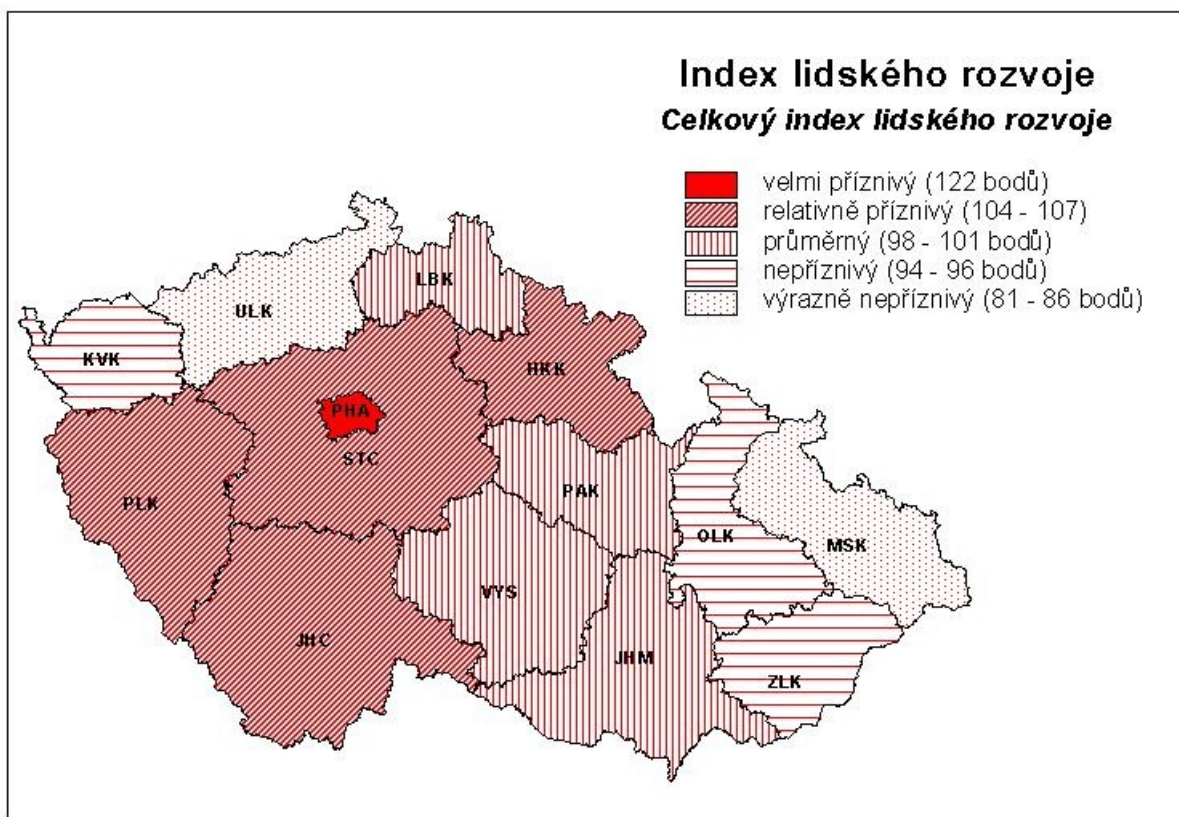 Index lidského rozvoje
Celkový index lidského rozvoje
velmi příznivý (122 bodů)
relativně příznivý (104 - 107)
průměrný (98 - 101 bodů)
nepříznivý (94 - 96 bodů)
výrazně nepříznivý (81 - 86 bodů)
LBK
ULK
KVK
HKK
PHA
STC
PAK
PLK
OLK
MSK
VYS
JHC
JHM
ZLK